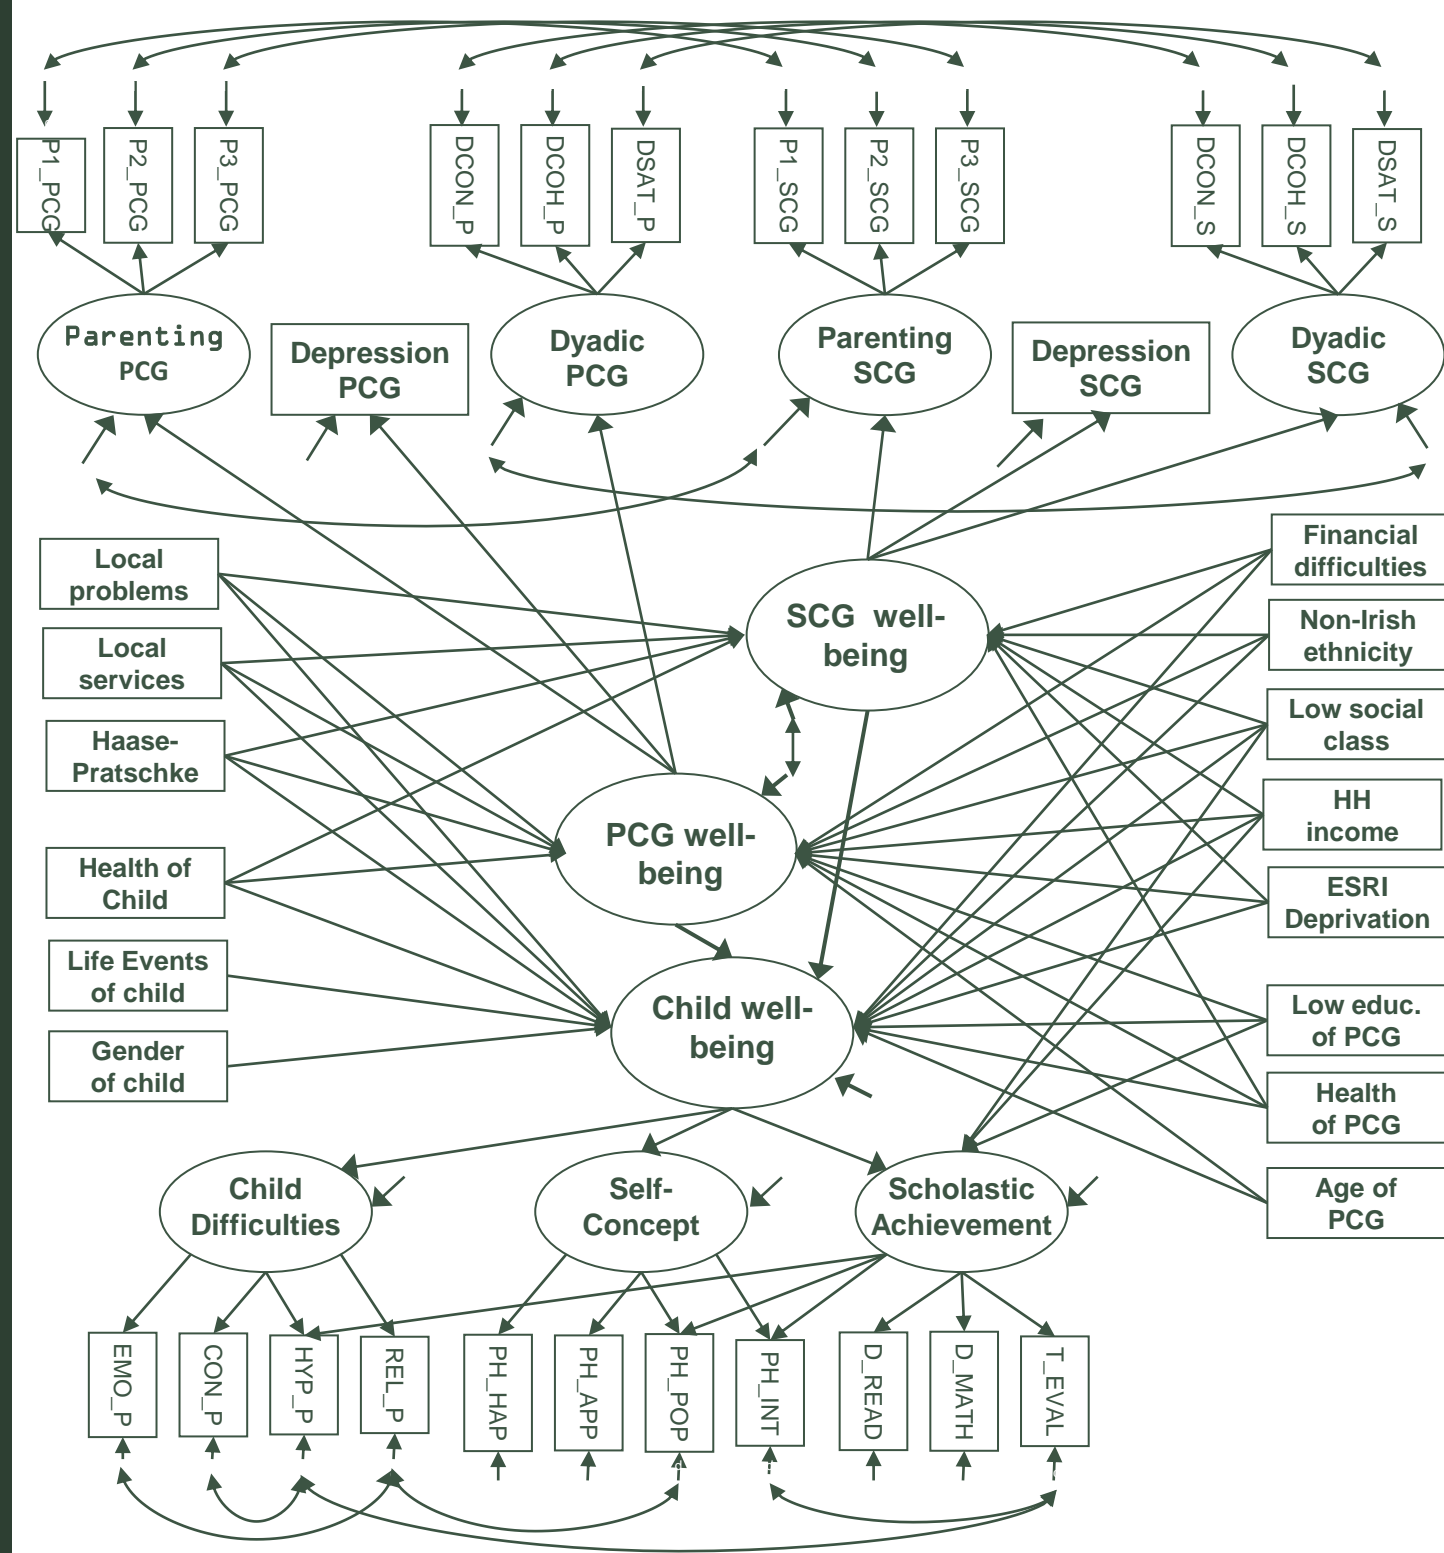 P1_PCG
P2_PCG
P3_PCG
DCON_P
DCOH_P
DSAT_P
P1_SCG
P2_SCG
P3_SCG
DCON_S
DCOH_S
DSAT_S
Parenting
PCG
Depression
PCG
Dyadic
PCG
Parenting
SCG
Depression
SCG
Dyadic
SCG
Local
problems
Local
services
Haase-
Pratschke
Health of
Child
Life Events
of child
Gender
of child
SCG well-
being
PCG well-
being
Child well-
being
Financial
difficulties
Non-Irish
ethnicity
Low social
class
HH
income
ESRI
Deprivation
Low educ.
of PCG
Health
of PCG
Age of
PCG
Child
Difficulties
Self-
Concept
Scholastic
Achievement
EMO_P
CON_P
HYP_P
REL_P
PH_HAP
PH_APP
PH_POP
PH_INT
D_READ
D_MATH
T_EVAL